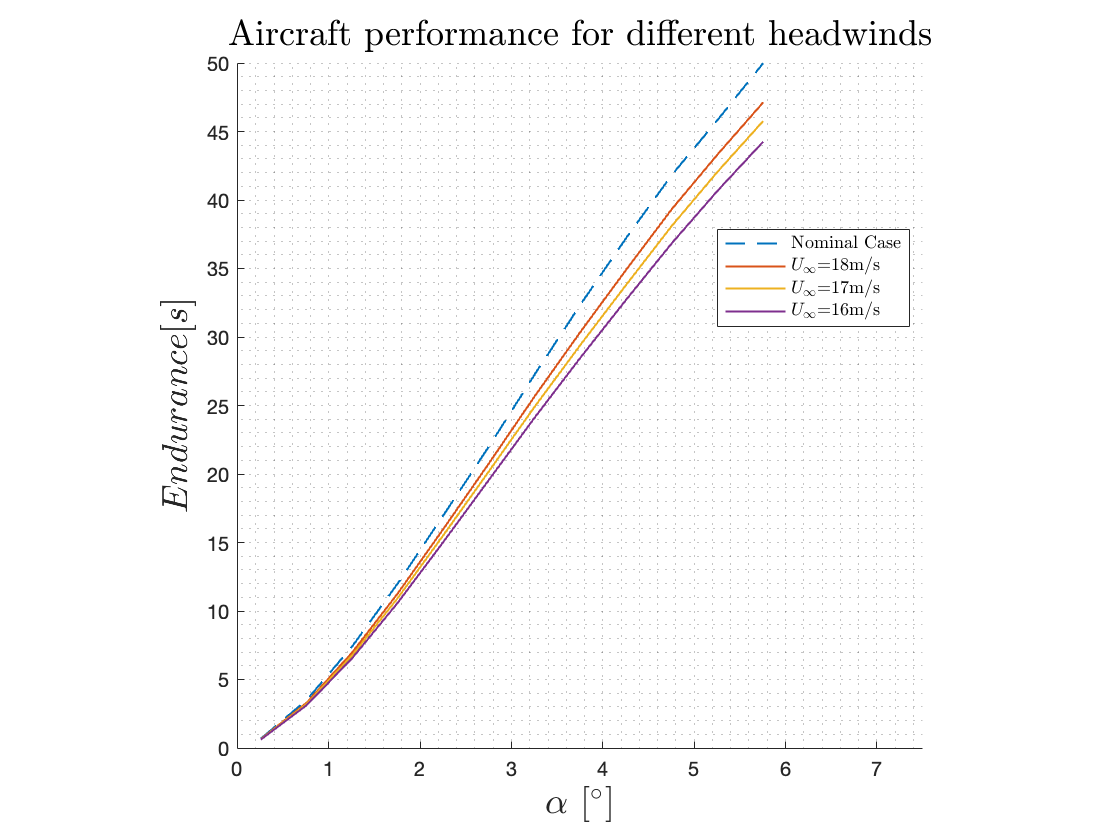 Aircraft performance for different headwinds
50
45
40
35
30
25
20
15
10
5
0
Endurance[s]
Nominal Case
U∞=18m/s
U∞=17m/s
U∞=16m/s
0 1 2 3 4 5 6 7
α [°]